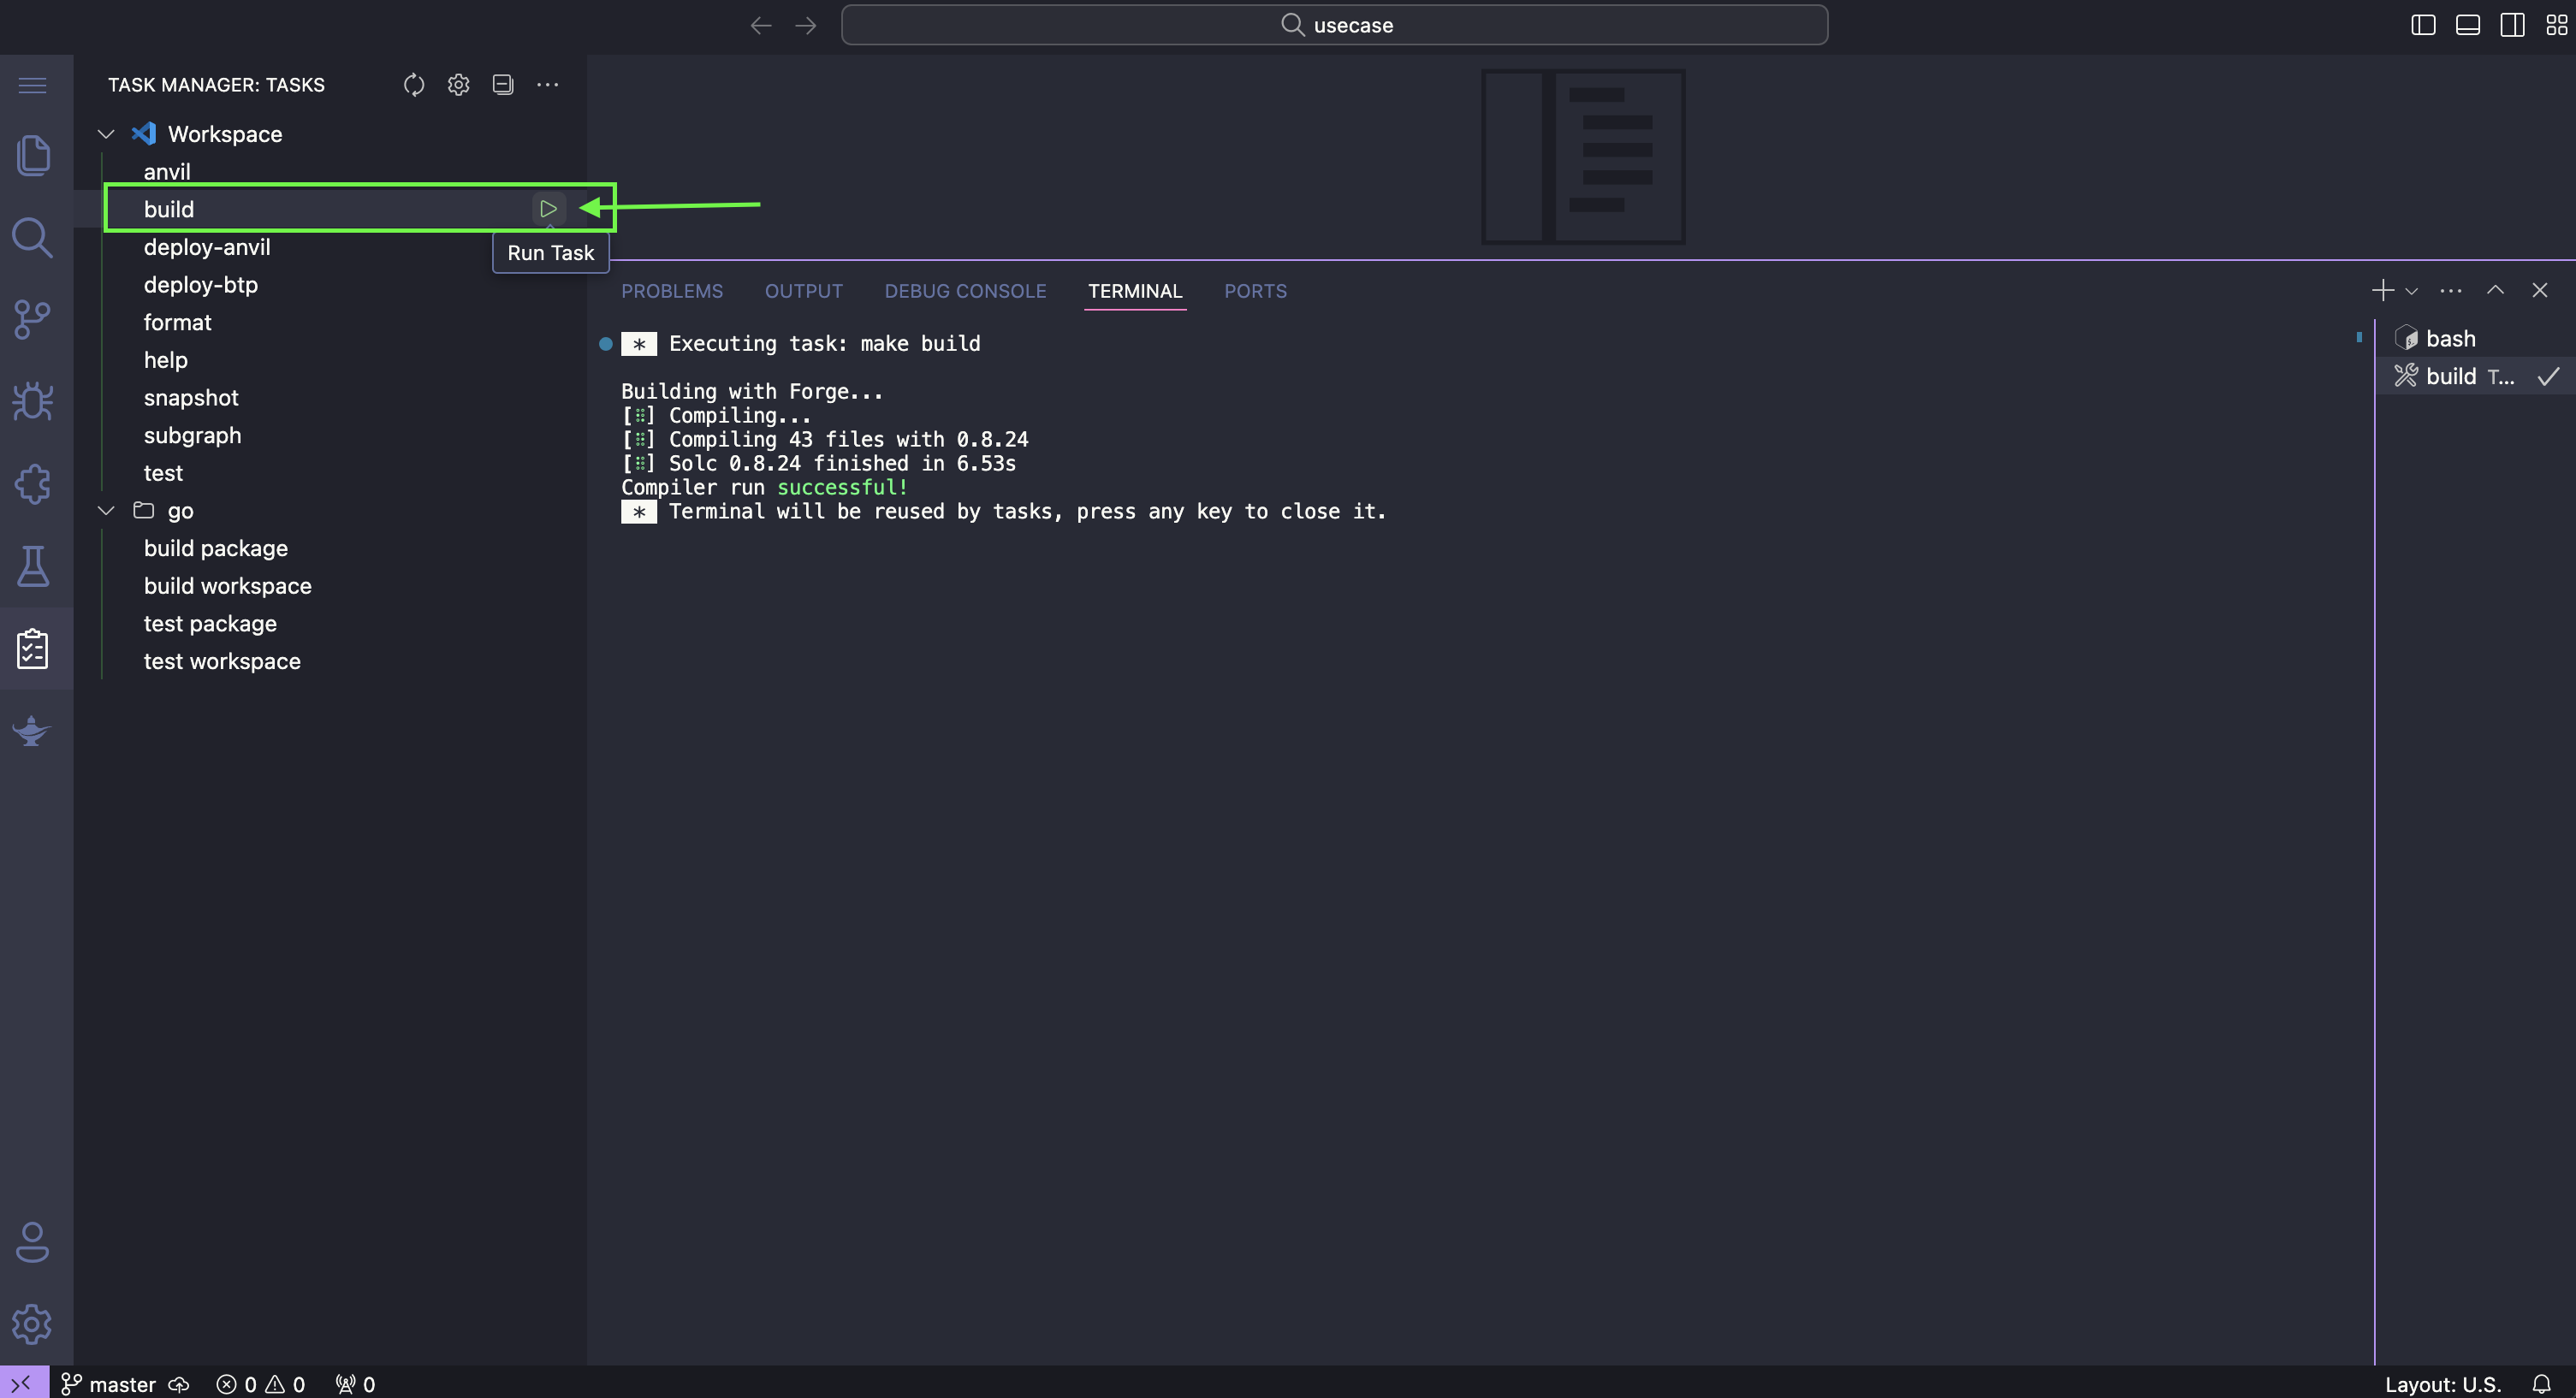 usecase
TASK MANAGER: TASKS
Workspace
anvil
build
Run Task
deploy-anvil
deploy-btp
format
help
snapshot
subgraph
test
go
build package
build workspace
test package
test workspace
PROBLEMS OUTPUT DEBUG CONSOLE TERMINAL PORTS
* Executing task: make build
Building with Forge...
[⠿] Compiling...
[⠿] Compiling 43 files with 0.8.24
[⠿] Solc 0.8.24 finished in 6.53s
Compiler run successful!
* Terminal will be reused by tasks, press any key to close it.
bash
build T...
master 0 0 0
Layout: U.S.